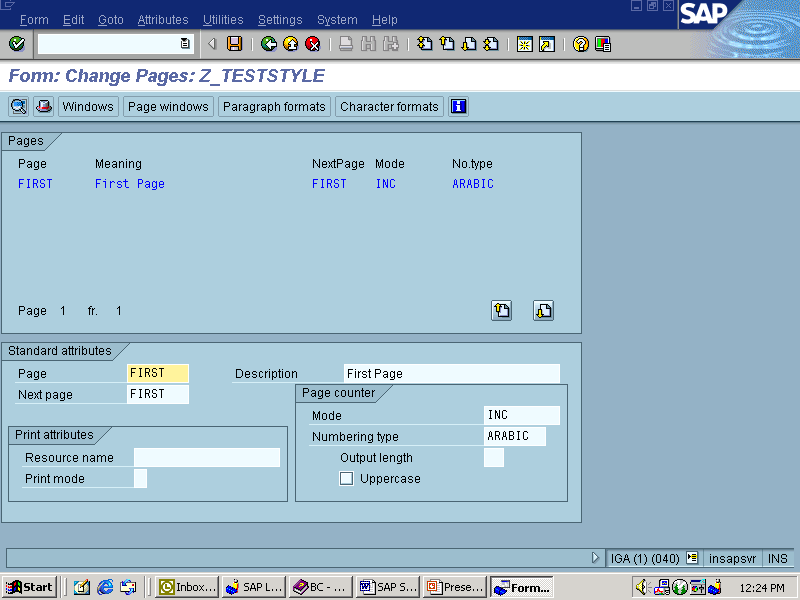 Form Edit Goto Attributes Utilities Settings System Help
SAP
Form: Change Pages: Z_TESTSTYLE
Windows Page windows Paragraph formats Character formats
Pages
Page Meaning NextPage Mode No.type
FIRST First Page FIRST INC ARABIC
Page 1 fr. 1
Standard attributes
Page FIRST Description First Page
Next page FIRST
Page counter
Mode INC
Print attributes
Numbering type ARABIC
Resource name
Output length
Print mode
Uppercase
IGA (1) (040) insapsvr INS
Start Inbox... SAP L... BC - ... SAP S... Prese... Form... 12:24 PM